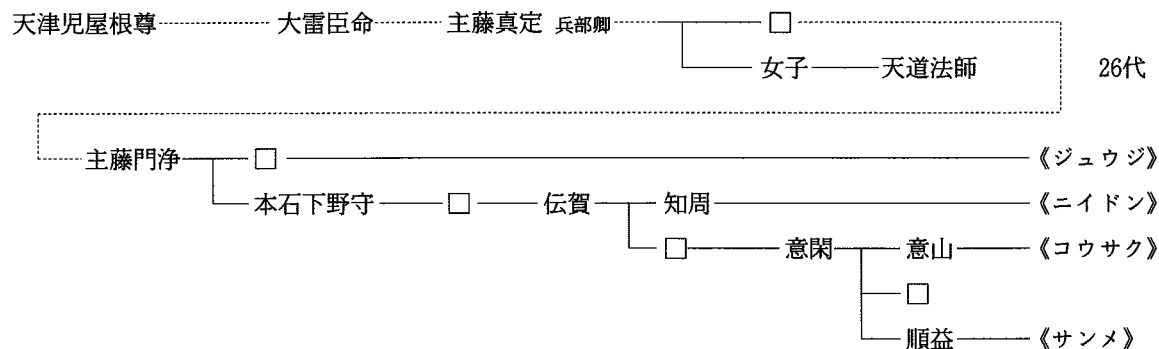 天津児屋根尊 大雷臣命 主藤真定 兵部卿 □
女子 天道法師 26代
主藤門浄 □ 《ジュウジ》
本石下野守 □ 伝賀 知周 《ニイドン》
□ 意閑 意山 《コウサク》
□
順益 《サンメ》